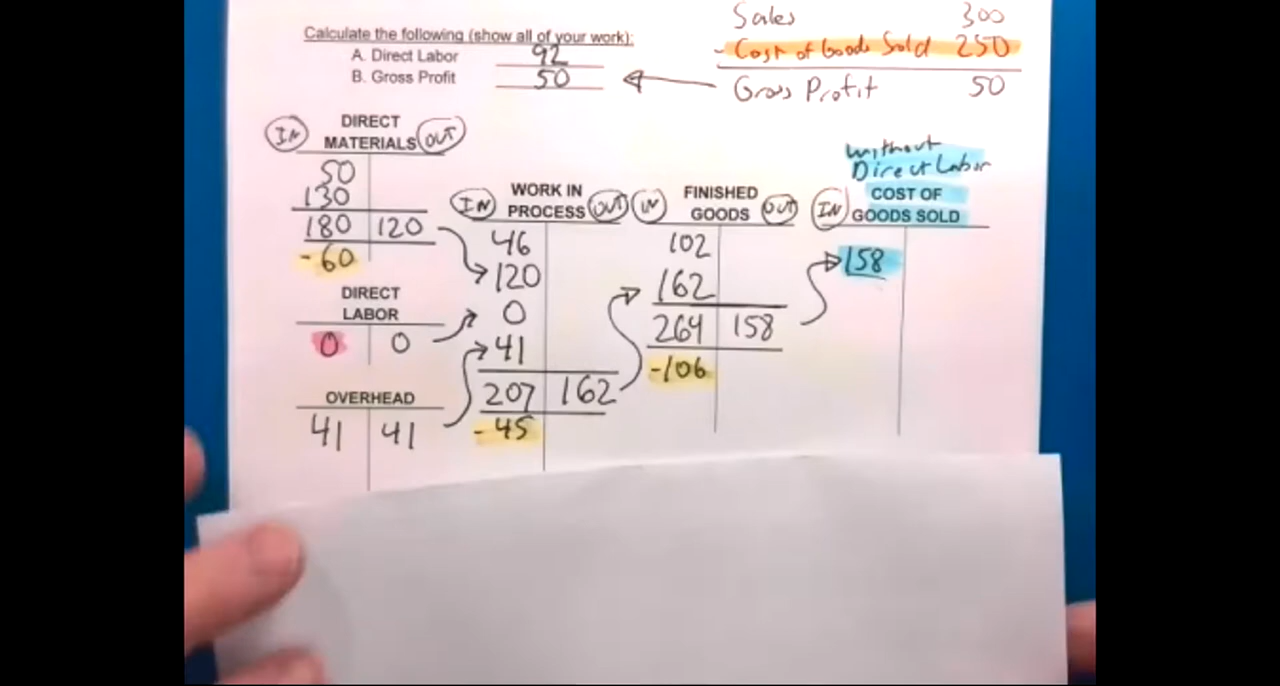 Sales 300
- Cost of Goods Sold 250
Gross Profit 50
Calculate the following (show all of your work):
A. Direct Labor 92
B. Gross Profit 50
IN DIRECT MATERIALS OUT
50
130
180 120
-60
DIRECT
LABOR
0 0
OVERHEAD
41 41
IN WORK IN PROCESS OUT
46
120
0
41
207 162
-45
IN FINISHED GOODS OUT
102
162
264 158
-106
without
Direct Labor
IN COST OF GOODS SOLD
158